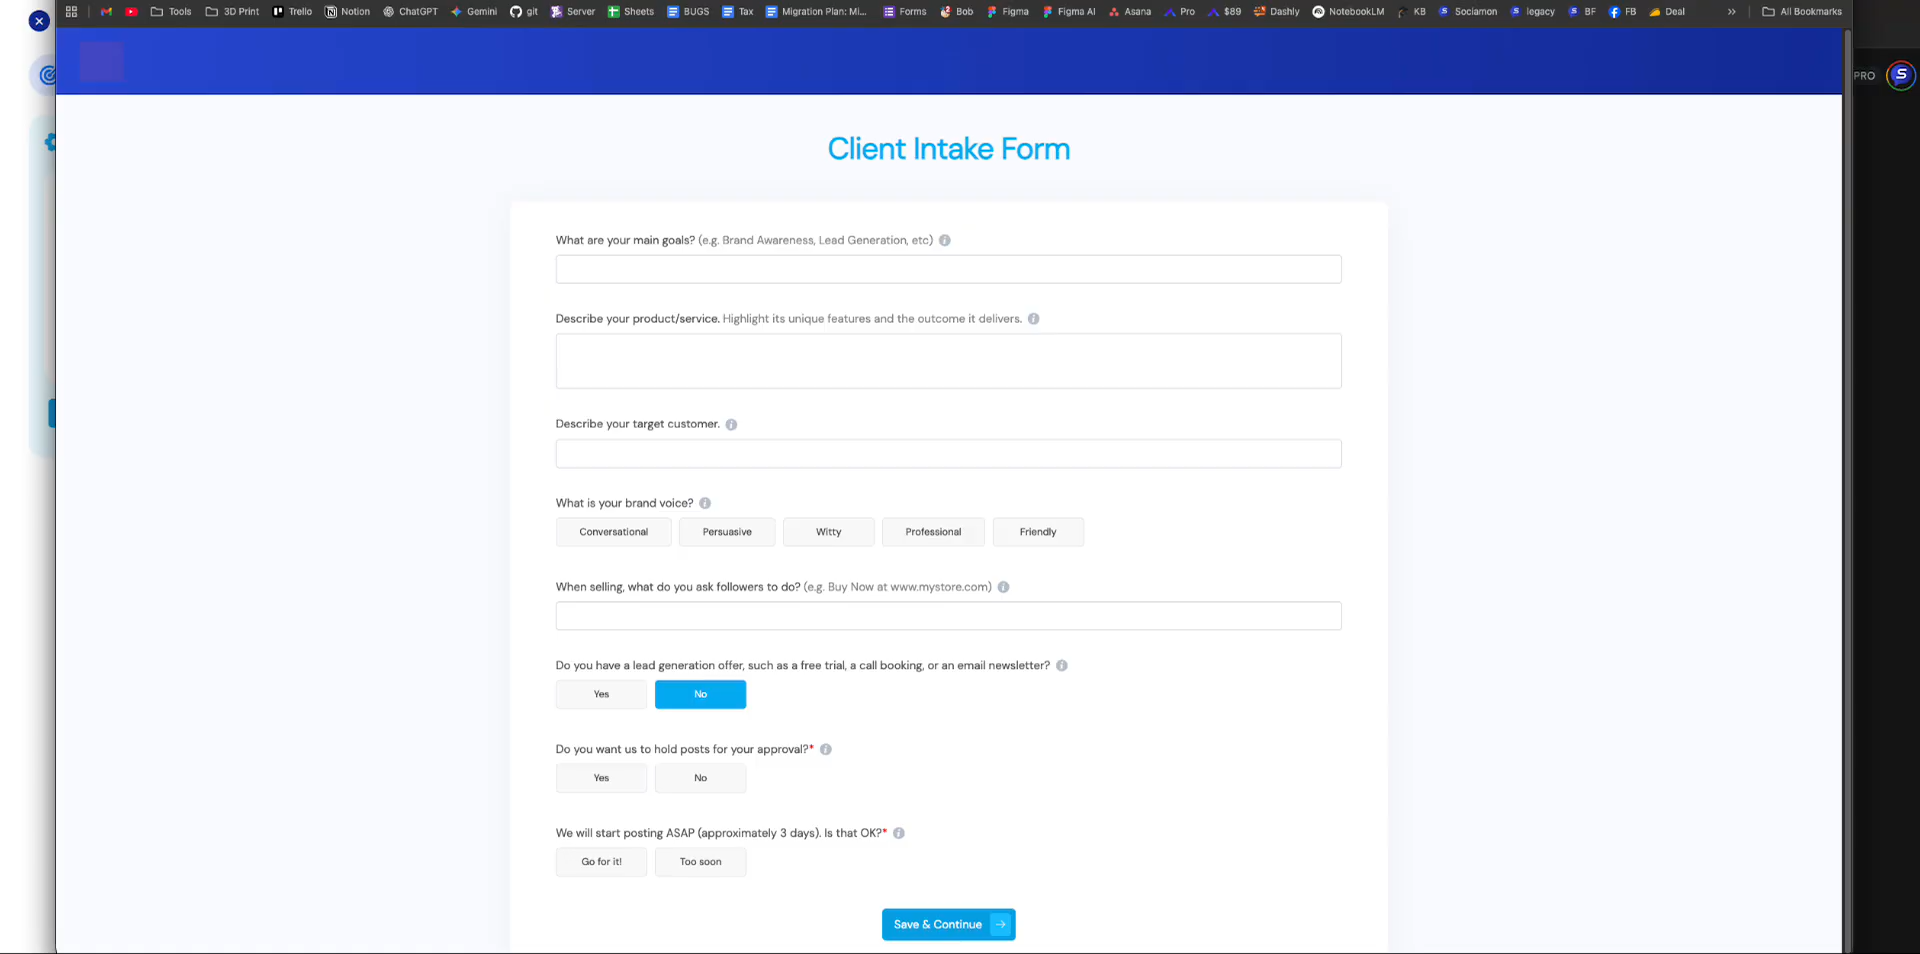 Tools 3D Print Trello Notion ChatGPT Gemini git Server Sheets BUGS Tax Migration Plan: Mi... Forms Bob Figma Figma AI Asana Pro $89 Dashly NotebookLM KB Sociamon legacy BF FB Deal » All Bookmarks
PRO S
Client Intake Form
What are your main goals? (e.g. Brand Awareness, Lead Generation, etc)
Describe your product/service. Highlight its unique features and the outcome it delivers.
Describe your target customer.
What is your brand voice?
Conversational Persuasive Witty Professional Friendly
When selling, what do you ask followers to do? (e.g. Buy Now at www.mystore.com)
Do you have a lead generation offer, such as a free trial, a call booking, or an email newsletter?
Yes No
Do you want us to hold posts for your approval?*
Yes No
We will start posting ASAP (approximately 3 days). Is that OK?*
Go for it! Too soon
Save & Continue →